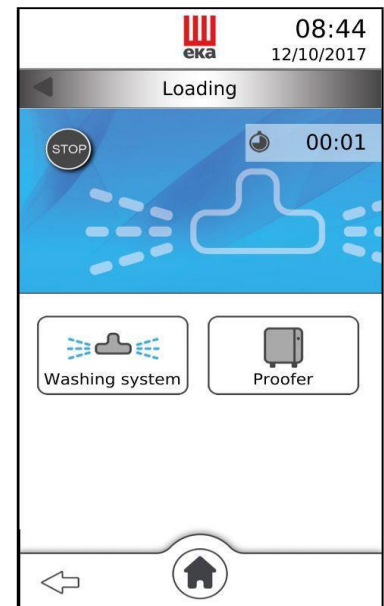 eka
08:44
12/10/2017
Loading
STOP
00:01
Washing system
Proofer